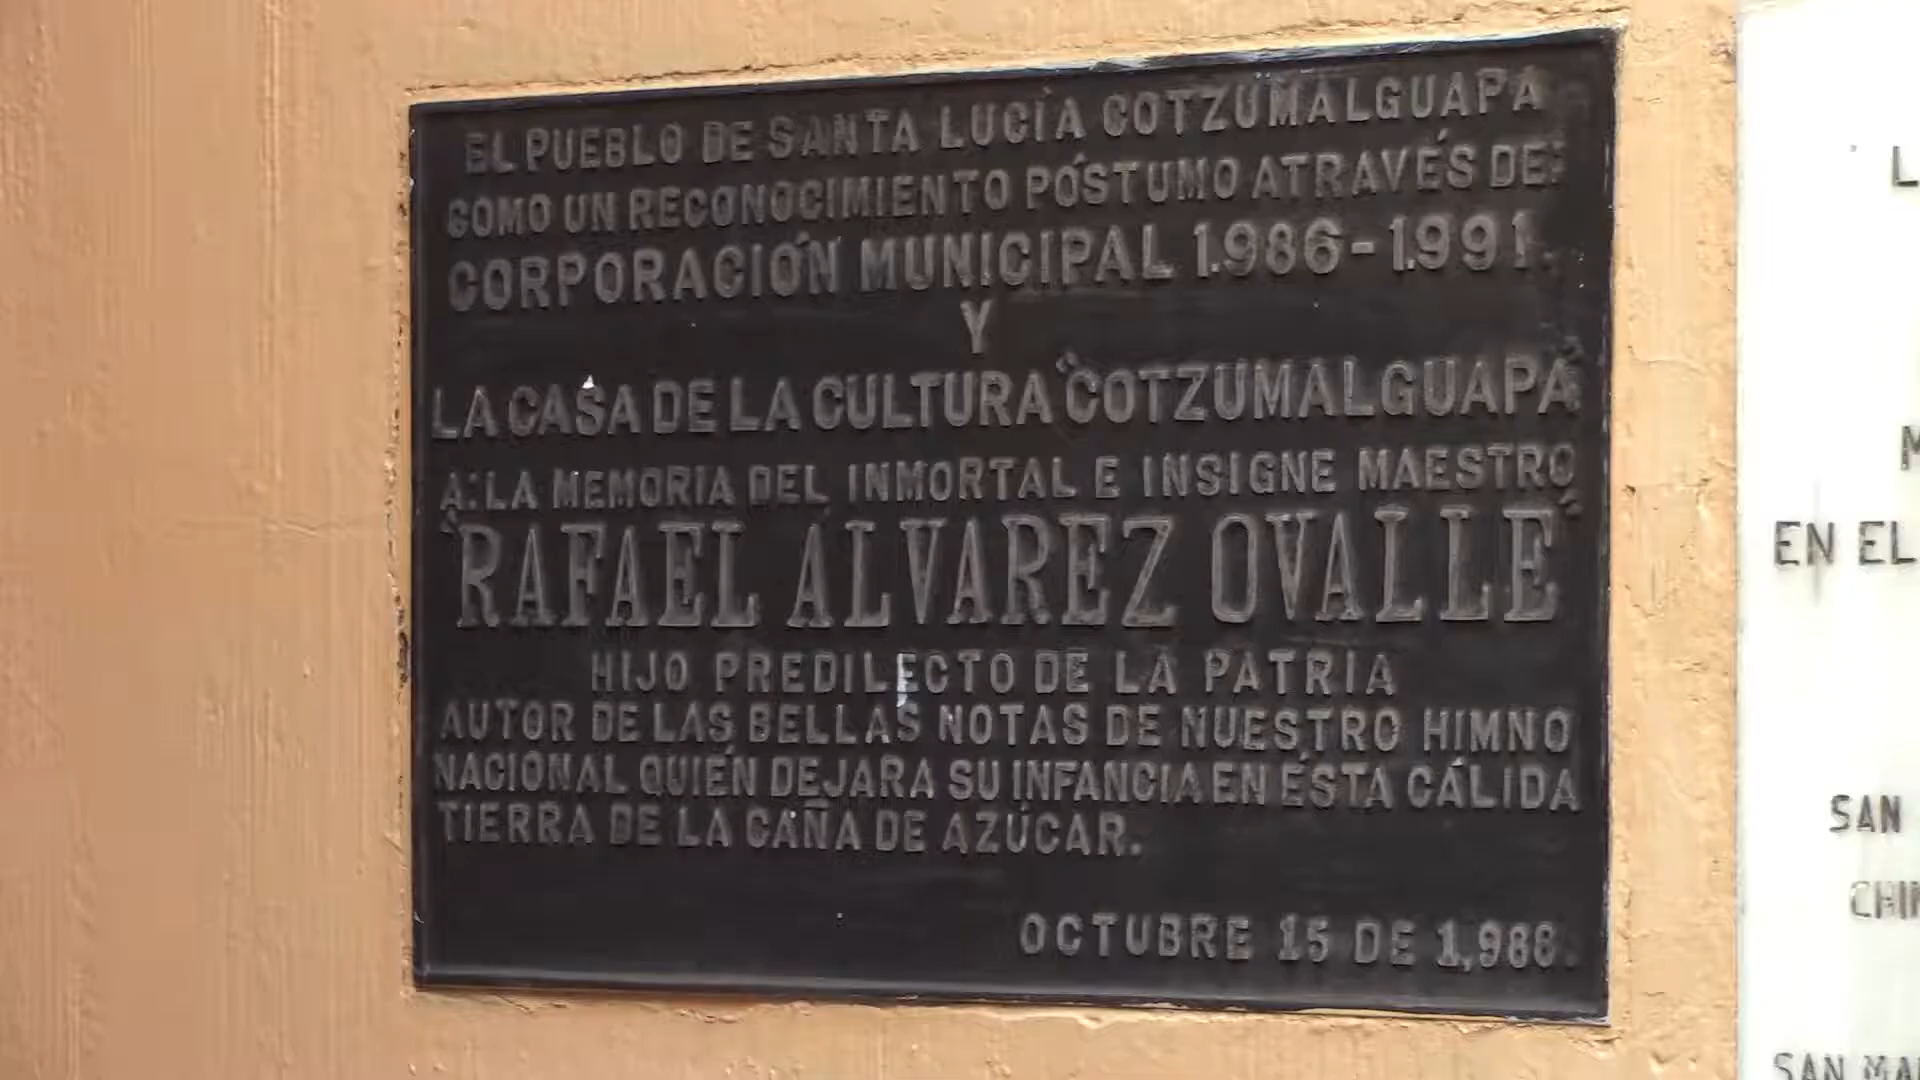 EL PUEBLO DE SANTA LUCÍA COTZUMALGUAPA
COMO UN RECONOCIMIENTO PÓSTUMO ATRAVÉS DE:
CORPORACIÓN MUNICIPAL 1.986-1.991.
Y
LA CASA DE LA CULTURA "COTZUMALGUAPA"
A:LA MEMORIA DEL INMORTAL E INSIGNE MAESTRO
"RAFAEL ALVAREZ OVALLE"
HIJO PREDILECTO DE LA PATRIA
AUTOR DE LAS BELLAS NOTAS DE NUESTRO HIMNO
NACIONAL QUIÉN DEJARA SU INFANCIA EN ÉSTA CÁLIDA
TIERRA DE LA CAÑA DE AZÚCAR.
OCTUBRE 15 DE 1,988.
EN EL
SAN